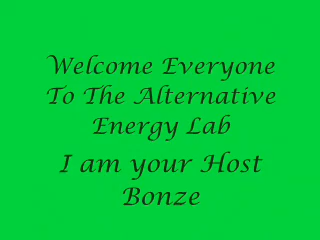 Welcome Everyone
To The Alternative
Energy Lab
I am your Host
Bonze